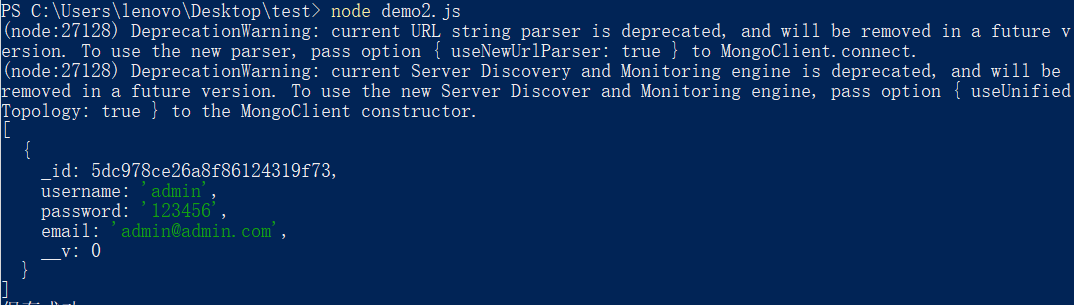 PS C:\Users\lenovo\Desktop\test> node demo2.js
(node:27128) DeprecationWarning: current URL string parser is deprecated, and will be removed in a future v
ersion. To use the new parser, pass option { useNewUrlParser: true } to MongoClient.connect.
(node:27128) DeprecationWarning: current Server Discovery and Monitoring engine is deprecated, and will be
removed in a future version. To use the new Server Discover and Monitoring engine, pass option { useUnified
Topology: true } to the MongoClient constructor.
[
  {
    _id: 5dc978ce26a8f86124319f73,
    username: 'admin',
    password: '123456',
    email: 'admin@admin.com',
    __v: 0
  }
]